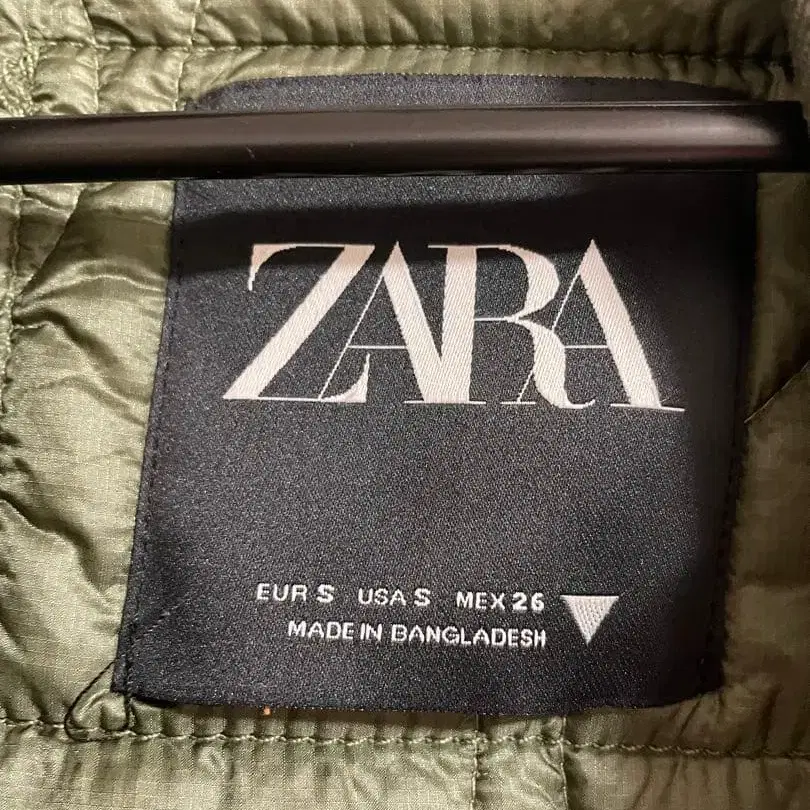 ZARA
EUR S USA S MEX 26
MADE IN BANGLADESH